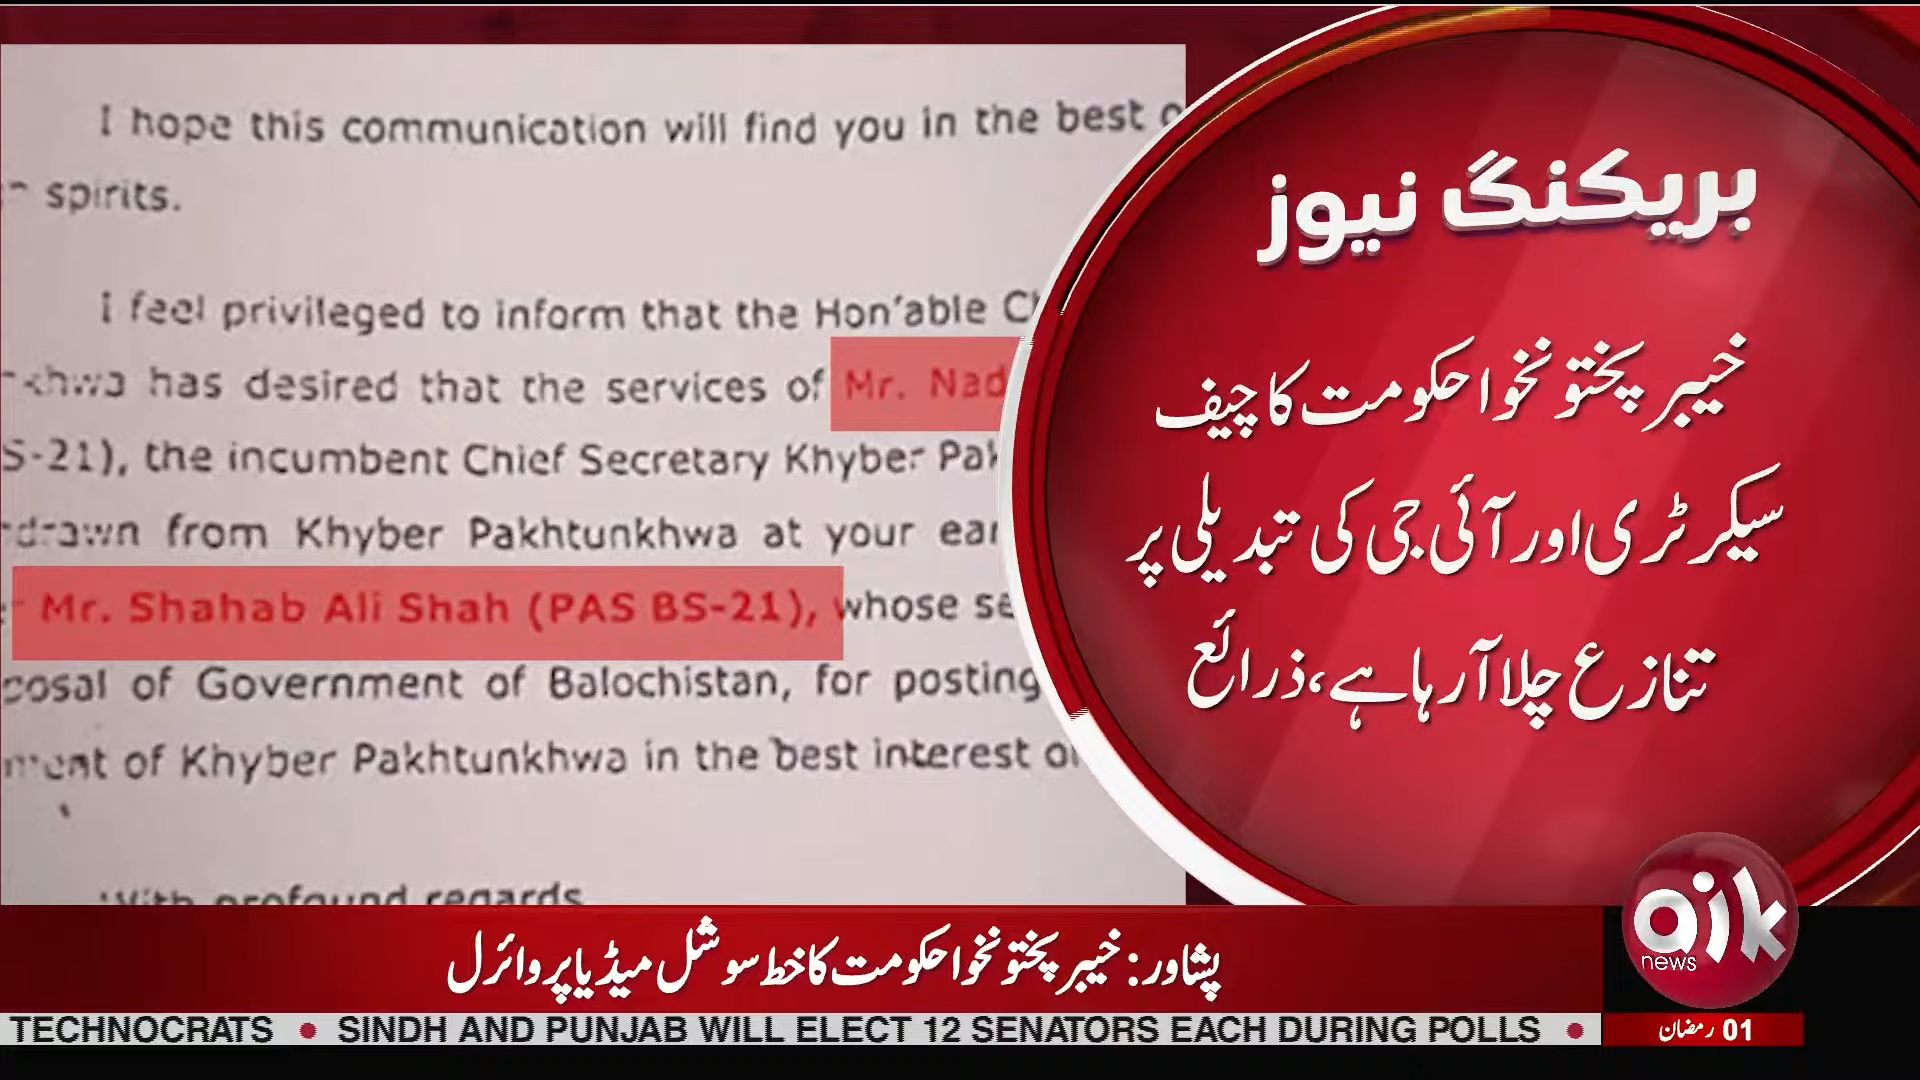 I hope this communication will find you in the best
spirits.
I feel privileged to inform that the Hon'able
has desired that the services of Mr.
the incumbent Chief Secretary Khyber
from Khyber Pakhtunkhwa at your
Mr. Shahab Ali Shah (PAS BS-21), whose
of Government of Balochistan, for posting
of Khyber Pakhtunkhwa in the best interest
With profound regards
بریکنگ نیوز
خیبر پختونخوا حکومت کا چیف
سیکرٹری اور آئی جی کی تبدیلی پر
تنازع چلا آرہا ہے، ذرائع
پشاور: خیبر پختونخوا حکومت کا خط سوشل میڈیا پر وائرل
TECHNOCRATS • SINDH AND PUNJAB WILL ELECT 12 SENATORS EACH DURING POLLS •
ajk
news
01 رمضان